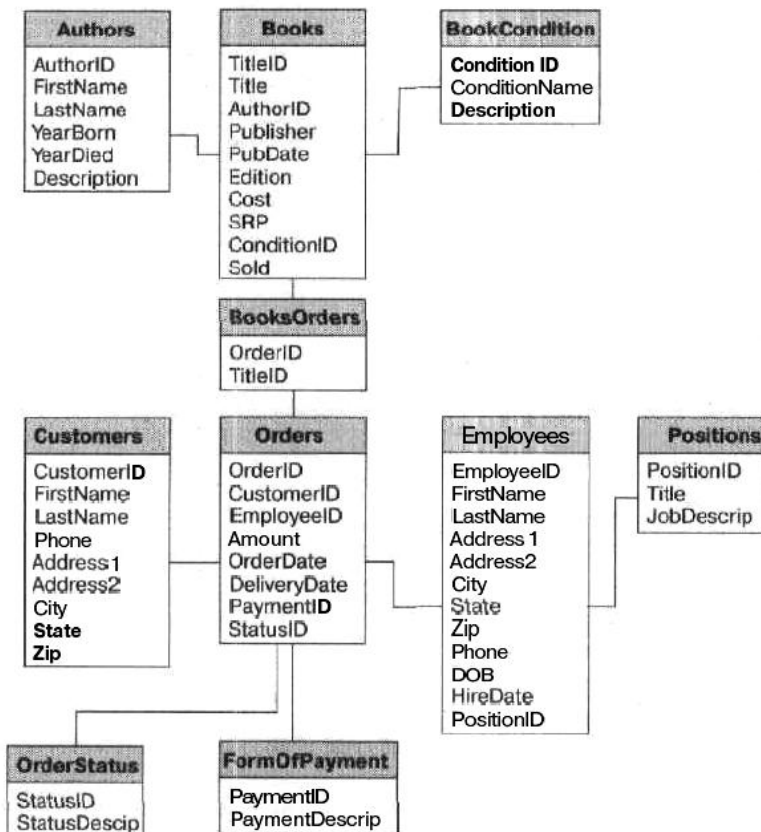 Authors
AuthorID
FirstName
LastName
YearBorn
YearDied
Description
Books
TitleID
Title
AuthorID
Publisher
PubDate
Edition
Cost
SRP
ConditionID
Sold
BookCondition
Condition ID
ConditionName
Description
BooksOrders
OrderID
TitleID
Customers
CustomerID
FirstName
LastName
Phone
Address1
Address2
City
State
Zip
Orders
OrderID
CustomerID
EmployeeID
Amount
OrderDate
DeliveryDate
PaymentID
StatusID
Employees
EmployeeID
FirstName
LastName
Address 1
Address2
City
State
Zip
Phone
DOB
HireDate
PositionID
Positions
PositionID
Title
JobDescrip
OrderStatus
StatusID
StatusDescip
FormOfPayment
PaymentID
PaymentDescrip